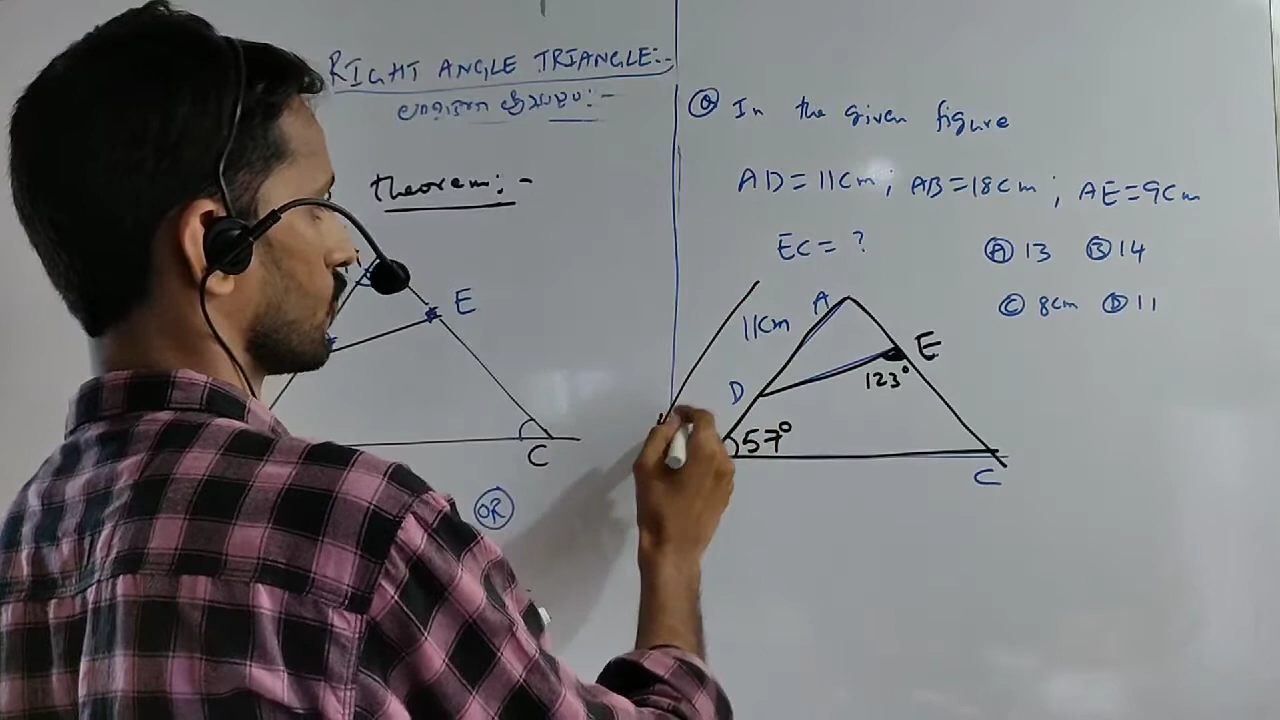 RIGHT ANGLE TRIANGLE:-
theorem:-
E
C
OR
Q In the given figure
AD=11cm; AB=18cm; AE=9cm
EC=?
A 13 B 14
C 8cm D 11
A
11cm
E
D
123°
57°
C